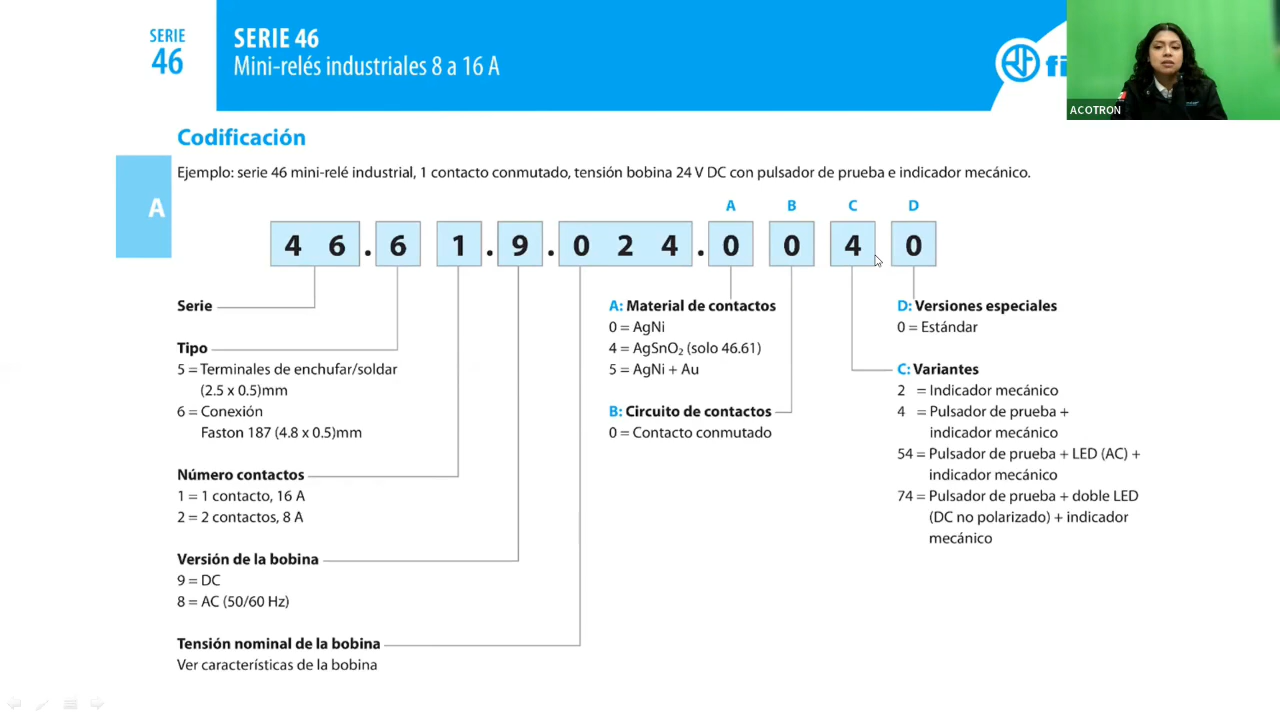 SERIE
46
SERIE 46
Mini-relés industriales 8 a 16 A
ACOTRON
Codificación
Ejemplo: serie 46 mini-relé industrial, 1 contacto conmutado, tensión bobina 24 V DC con pulsador de prueba e indicador mecánico.
A
A B C D
4 6 . 6 1 . 9 . 0 2 4 . 0 0 4 0
Serie
Tipo
5 = Terminales de enchufar/soldar
(2.5 x 0.5)mm
6 = Conexión
Faston 187 (4.8 x 0.5)mm
Número contactos
1 = 1 contacto, 16 A
2 = 2 contactos, 8 A
Versión de la bobina
9 = DC
8 = AC (50/60 Hz)
Tensión nominal de la bobina
Ver características de la bobina
A: Material de contactos
0 = AgNi
4 = AgSnO₂ (solo 46.61)
5 = AgNi + Au
B: Circuito de contactos
0 = Contacto conmutado
D: Versiones especiales
0 = Estándar
C: Variantes
2 = Indicador mecánico
4 = Pulsador de prueba +
indicador mecánico
54 = Pulsador de prueba + LED (AC) +
indicador mecánico
74 = Pulsador de prueba + doble LED
(DC no polarizado) + indicador
mecánico